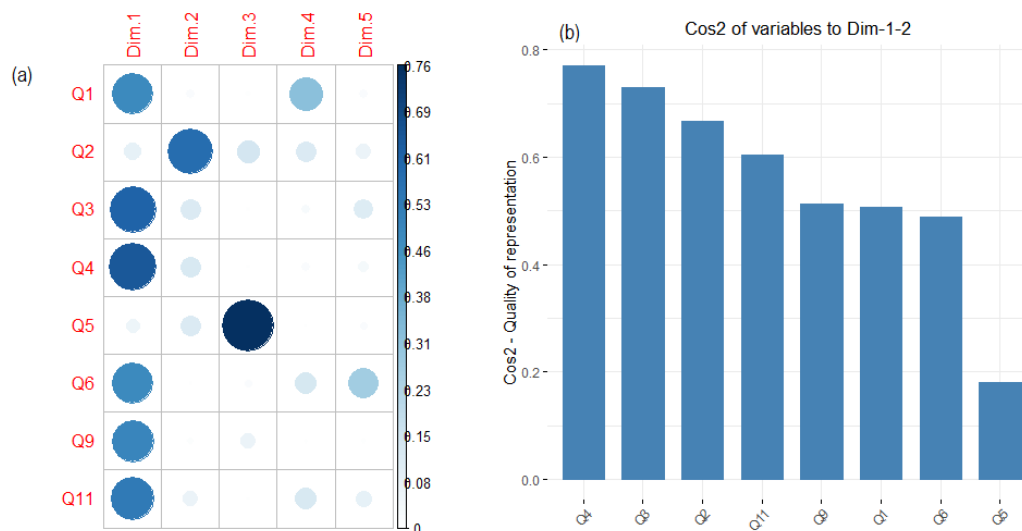 (a)
Dim.1 Dim.2 Dim.3 Dim.4 Dim.5
Q1
Q2
Q3
Q4
Q5
Q6
Q9
Q11
0.76
0.69
0.61
0.53
0.46
0.38
0.31
0.23
0.15
0.08
0
(b)
Cos2 of variables to Dim-1-2
Cos2 - Quality of representation
0.8
0.6
0.4
0.2
0.0
Q4 Q3 Q2 Q11 Q9 Q1 Q6 Q5